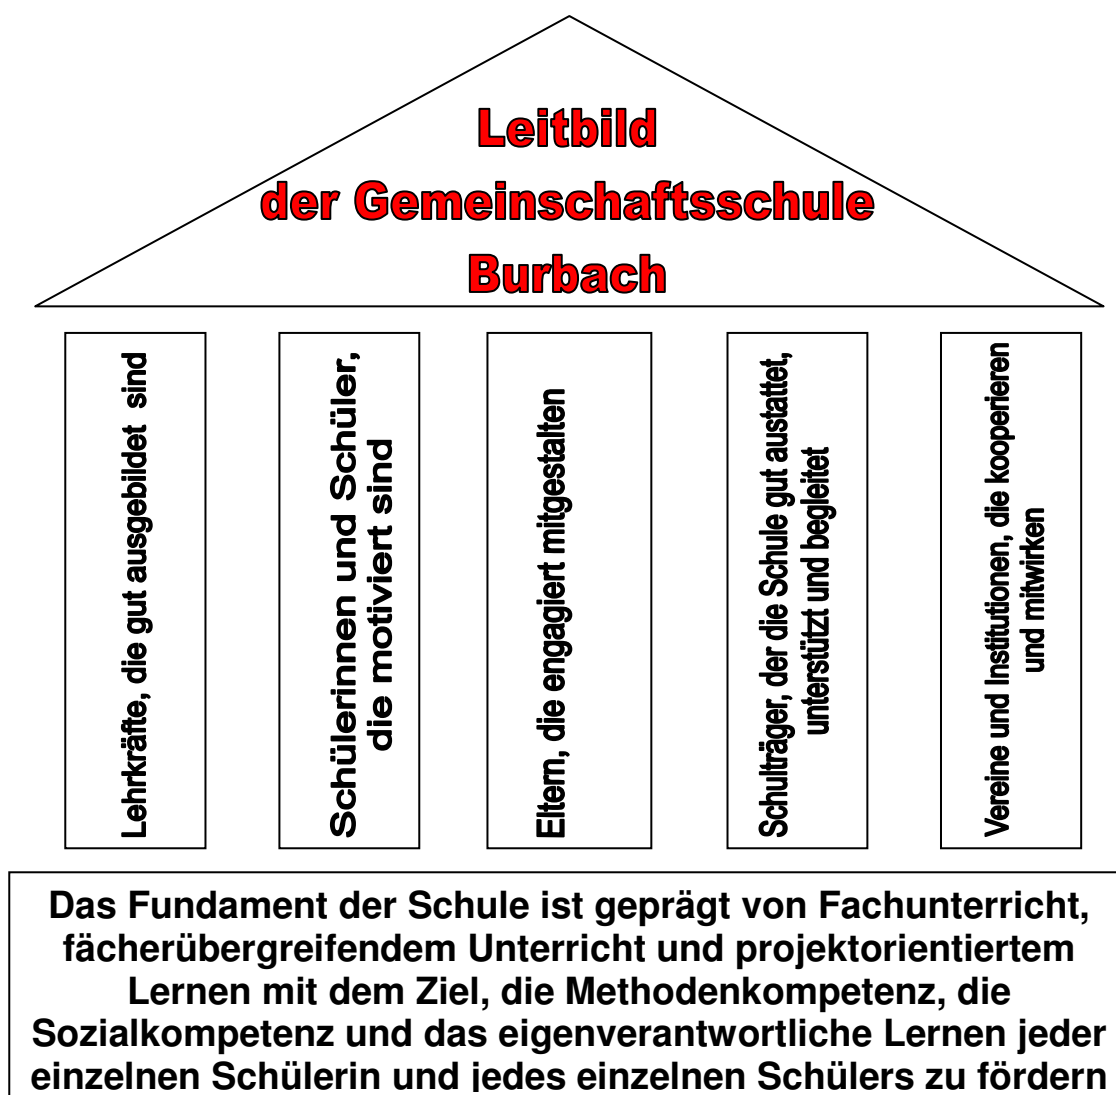 Leitbild
der Gemeinschaftsschule
Burbach
Lehrkräfte, die gut ausgebildet sind
Schülerinnen und Schüler,
die motiviert sind
Eltern, die engagiert mitgestalten
Schulträger, der die Schule gut austattet,
unterstützt und begleitet
Vereine und Institutionen, die kooperieren
und mitwirken
Das Fundament der Schule ist geprägt von Fachunterricht,
fächerübergreifendem Unterricht und projektorientiertem
Lernen mit dem Ziel, die Methodenkompetenz, die
Sozialkompetenz und das eigenverantwortliche Lernen jeder
einzelnen Schülerin und jedes einzelnen Schülers zu fördern